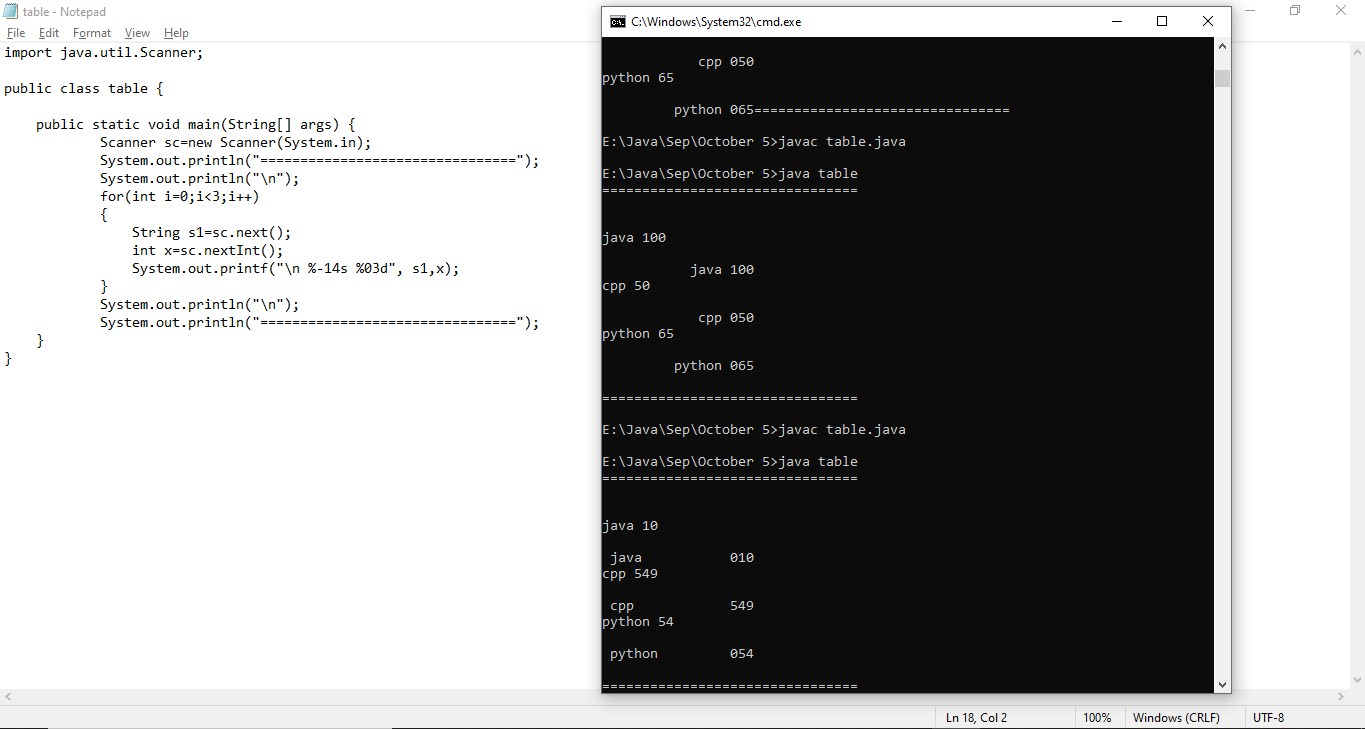 table - Notepad
File Edit Format View Help
import java.util.Scanner;
public class table {
public static void main(String[] args) {
Scanner sc=new Scanner(System.in);
System.out.println("================================");
System.out.println("\n");
for(int i=0;i<3;i++)
{
String s1=sc.next();
int x=sc.nextInt();
System.out.printf("\n %-14s %03d", s1,x);
}
System.out.println("\n");
System.out.println("================================");
}
}
C:\Windows\System32\cmd.exe
cpp 050
python 65
python 065================================
E:\Java\Sep\October 5>javac table.java
E:\Java\Sep\October 5>java table
================================
java 100
java 100
cpp 50
cpp 050
python 65
python 065
================================
E:\Java\Sep\October 5>javac table.java
E:\Java\Sep\October 5>java table
================================
java 10
java 010
cpp 549
cpp 549
python 54
python 054
================================
Ln 18, Col 2
100%
Windows (CRLF)
UTF-8